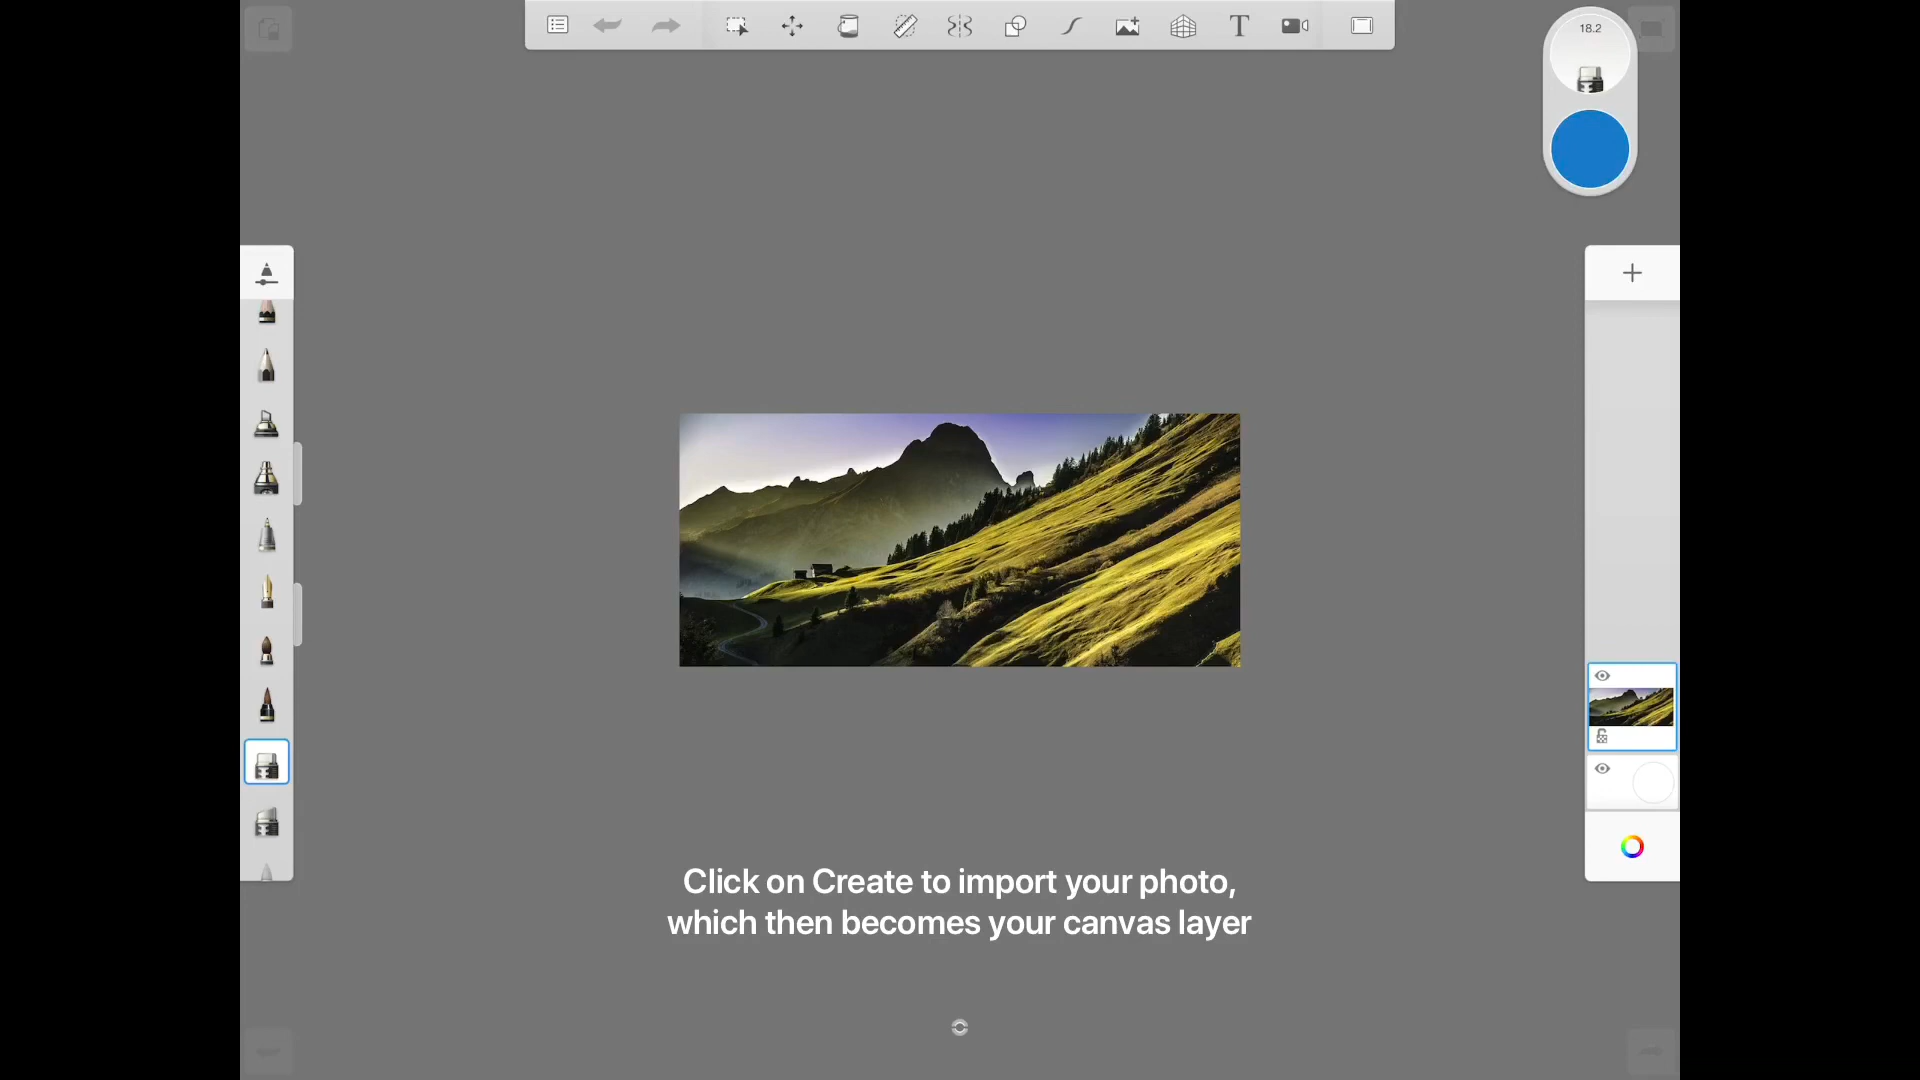 18.2
T
Click on Create to import your photo,
which then becomes your canvas layer